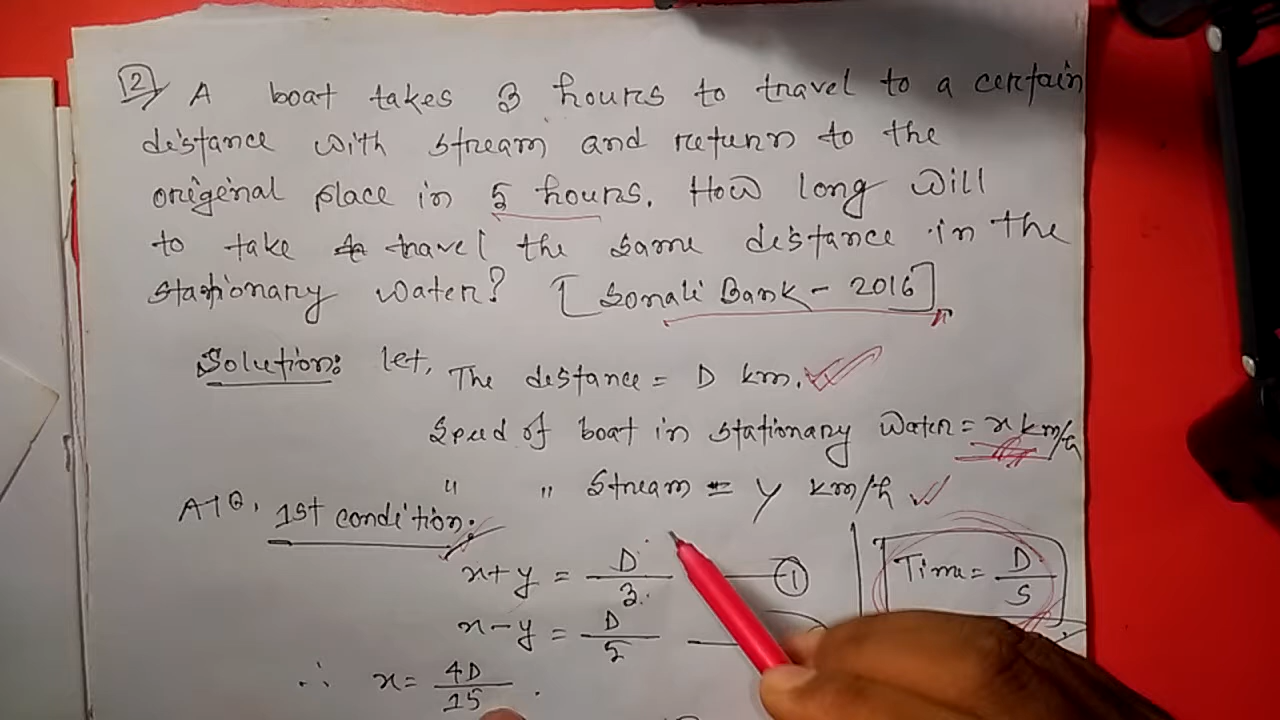 2) A boat takes 3 hours to travel to a certain
distance with stream and return to the
origenal place in 5 hours. How long will
to take travel the same distance in the
stationary water? [Sonali Bank - 2016]
Solution: let, The distance = D km.
Speed of boat in stationary water = x km/h
" " Stream = y km/h
ATQ, 1st condition:
x+y = D/3 — 1
Time = D/S
x-y = D/5
∴ x = 4D/15.